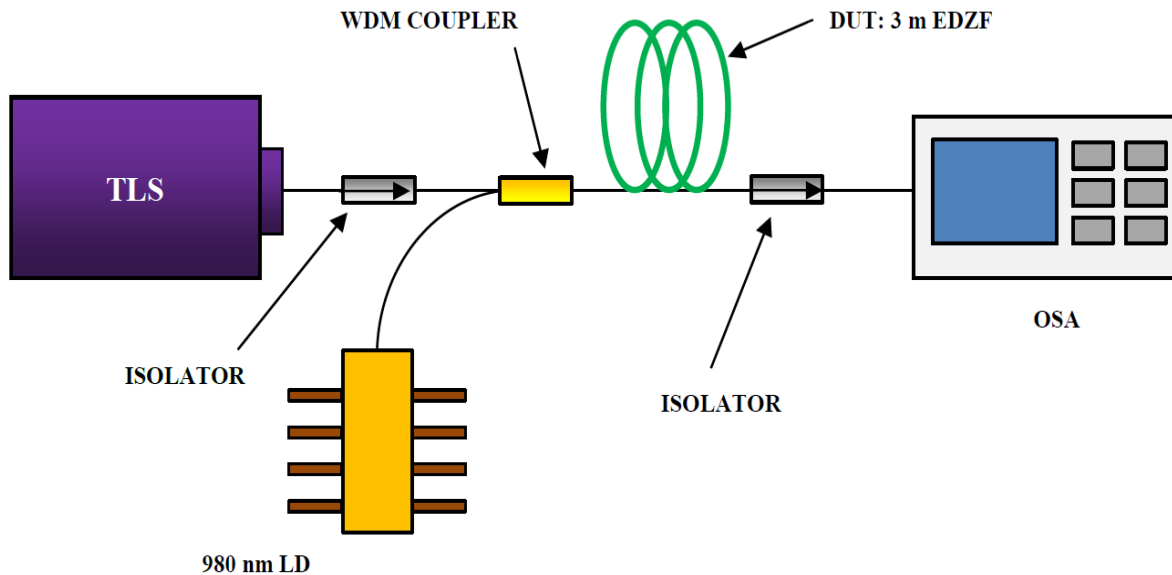 WDM COUPLER
DUT: 3 m EDZF
TLS
OSA
ISOLATOR
ISOLATOR
980 nm LD